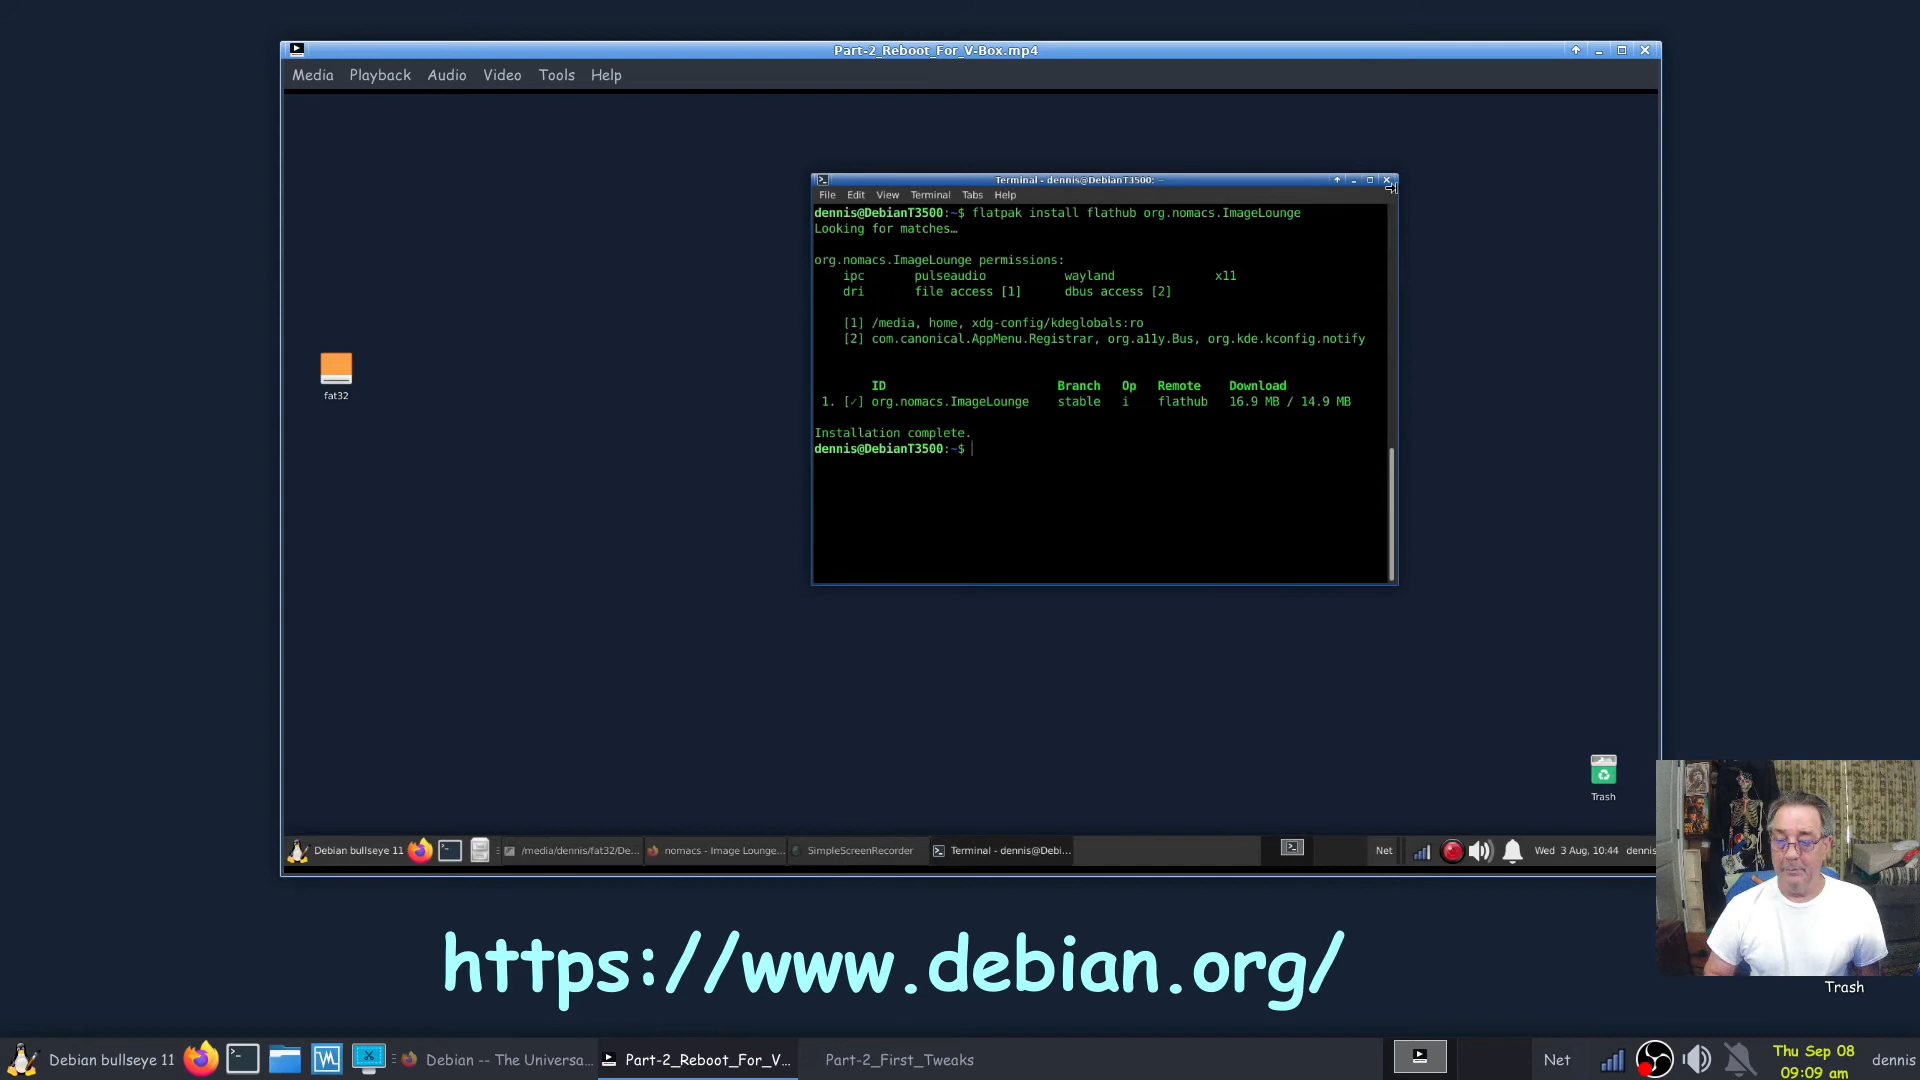 Part-2_Reboot_For_V-Box.mp4
Media Playback Audio Video Tools Help
Terminal - dennis@DebianT3500: ~
File Edit View Terminal Tabs Help
dennis@DebianT3500:~$ flatpak install flathub org.nomacs.ImageLounge
Looking for matches…
org.nomacs.ImageLounge permissions:
ipc pulseaudio wayland x11
dri file access [1] dbus access [2]
[1] /media, home, xdg-config/kdeglobals:ro
[2] com.canonical.AppMenu.Registrar, org.a11y.Bus, org.kde.kconfig.notify
ID Branch Op Remote Download
1. [✓] org.nomacs.ImageLounge stable i flathub 16.9 MB / 14.9 MB
Installation complete.
dennis@DebianT3500:~$
fat32
Trash
Debian bullseye 11 /media/dennis/fat32/De... nomacs - Image Lounge... SimpleScreenRecorder Terminal - dennis@Debi... Net Wed 3 Aug, 10:44 dennis
https://www.debian.org/
Trash
Debian bullseye 11 Debian -- The Universa... Part-2_Reboot_For_V... Part-2_First_Tweaks Net Thu Sep 08 dennis
09:09 am